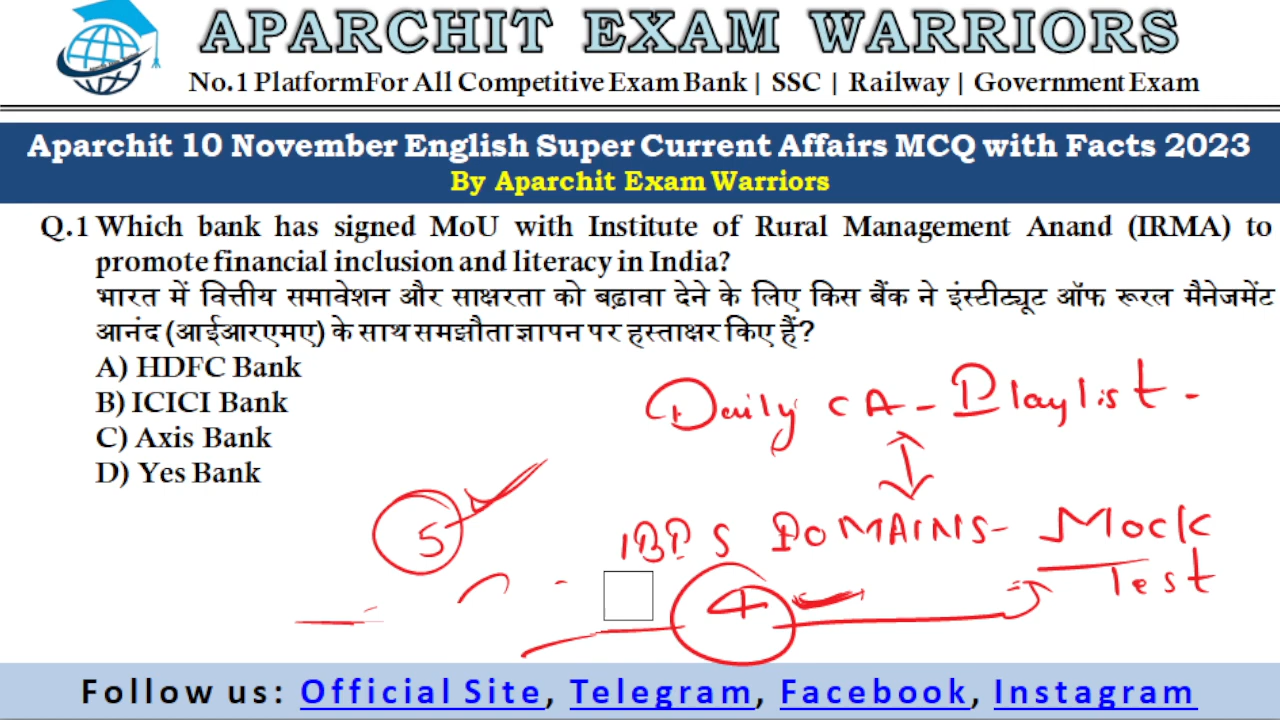 APARCHIT EXAM WARRIORS
No.1 PlatformFor All Competitive Exam Bank | SSC | Railway | Government Exam
Aparchit 10 November English Super Current Affairs MCQ with Facts 2023
By Aparchit Exam Warriors
Q.1 Which bank has signed MoU with Institute of Rural Management Anand (IRMA) to
promote financial inclusion and literacy in India?
भारत में वित्तीय समावेशन और साक्षरता को बढ़ावा देने के लिए किस बैंक ने इंस्टीट्यूट ऑफ रूरल मैनेजमेंट
आनंद (आईआरएमए) के साथ समझौता ज्ञापन पर हस्ताक्षर किए हैं?
A) HDFC Bank
B) ICICI Bank
C) Axis Bank
D) Yes Bank
Daily CA - Playlist -
5
IBPS DOMAINS - Mock
Test
4
Follow us: Official Site, Telegram, Facebook, Instagram